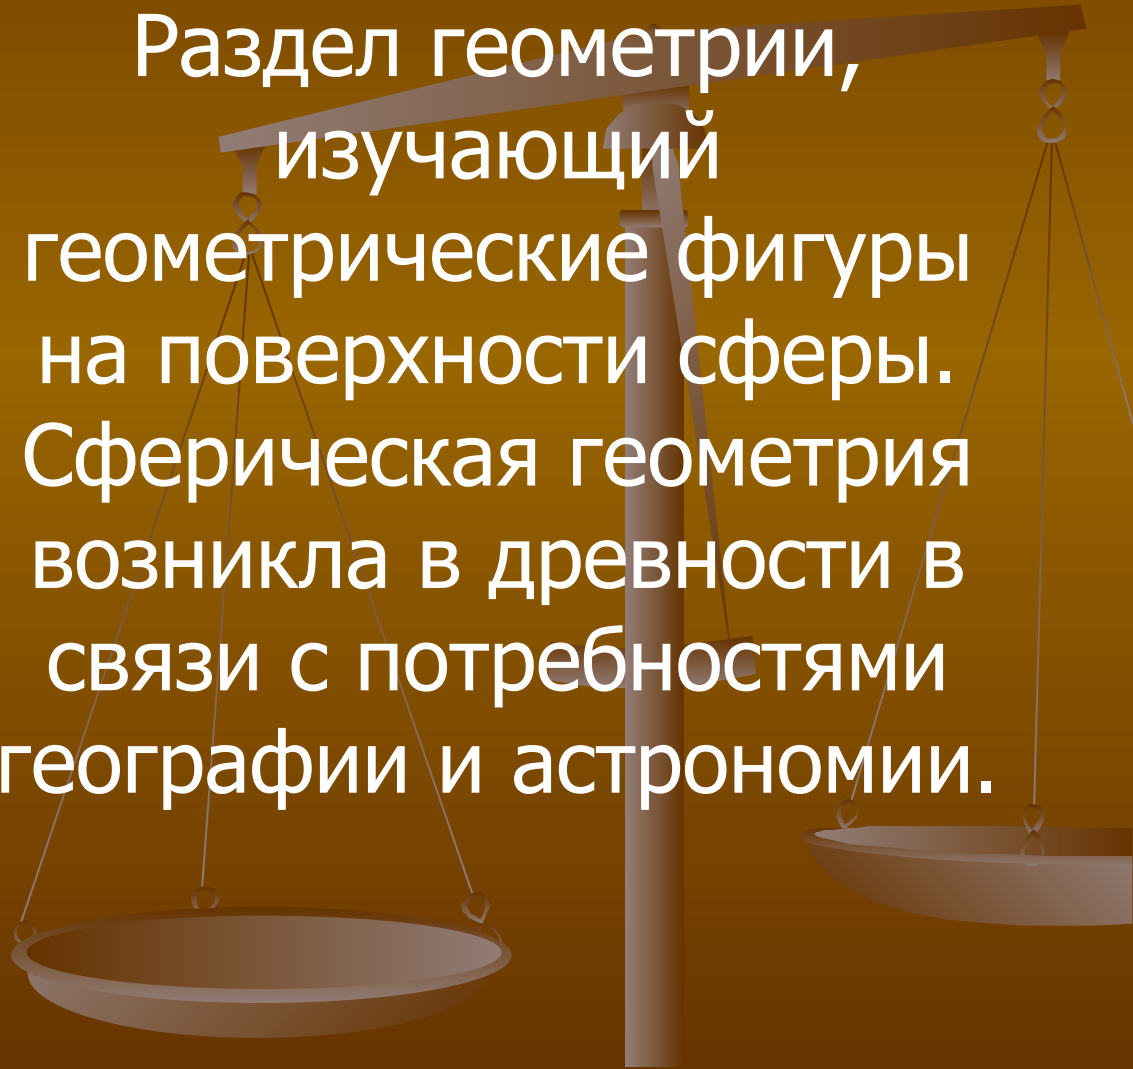 Раздел геометрии,
изучающий
геометрические фигуры
на поверхности сферы.
Сферическая геометрия
возникла в древности в
связи с потребностями
географии и астрономии.